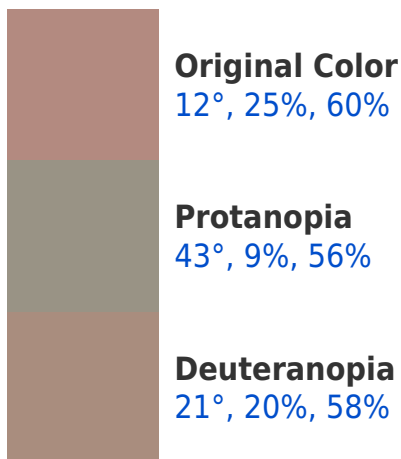 Original Color
12°, 25%, 60%
Protanopia
43°, 9%, 56%
Deuteranopia
21°, 20%, 58%